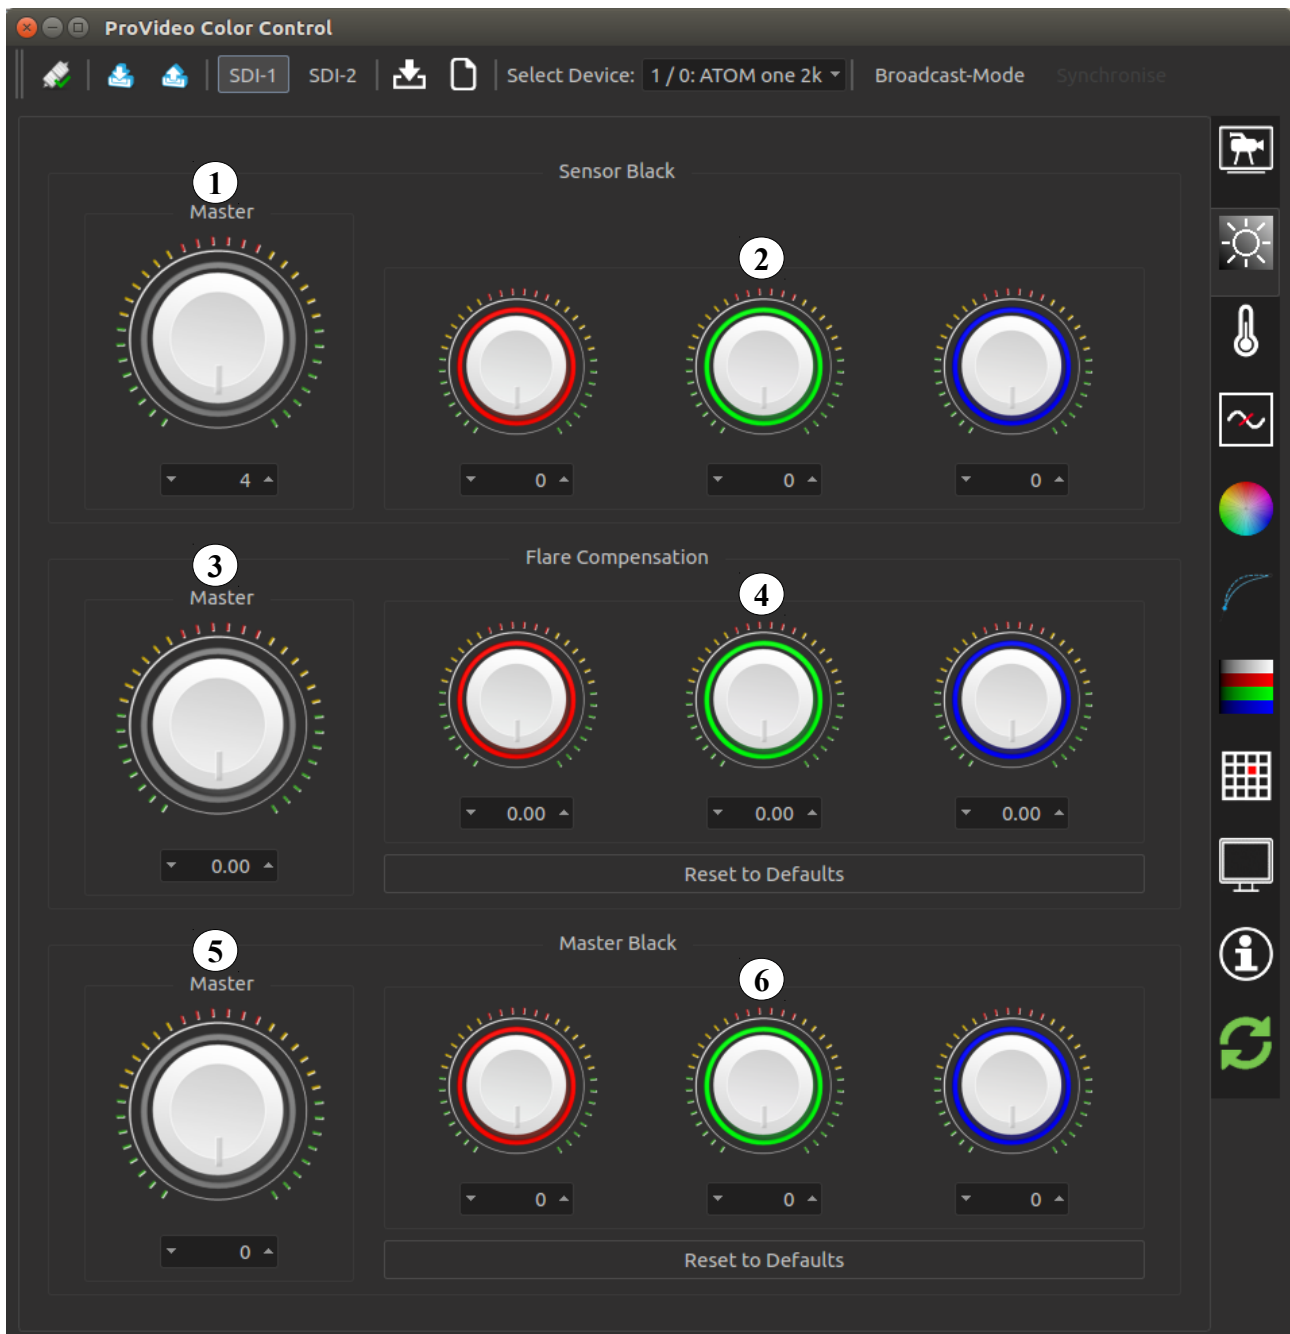 ProVideo Color Control
SDI-1 SDI-2 Select Device: 1 / 0: ATOM one 2k Broadcast-Mode Synchronise
Sensor Black
1
Master
2
4 0 0 0
Flare Compensation
3
Master
4
0.00 0.00 0.00
0.00
Reset to Defaults
Master Black
5
Master
6
0 0 0
0
Reset to Defaults